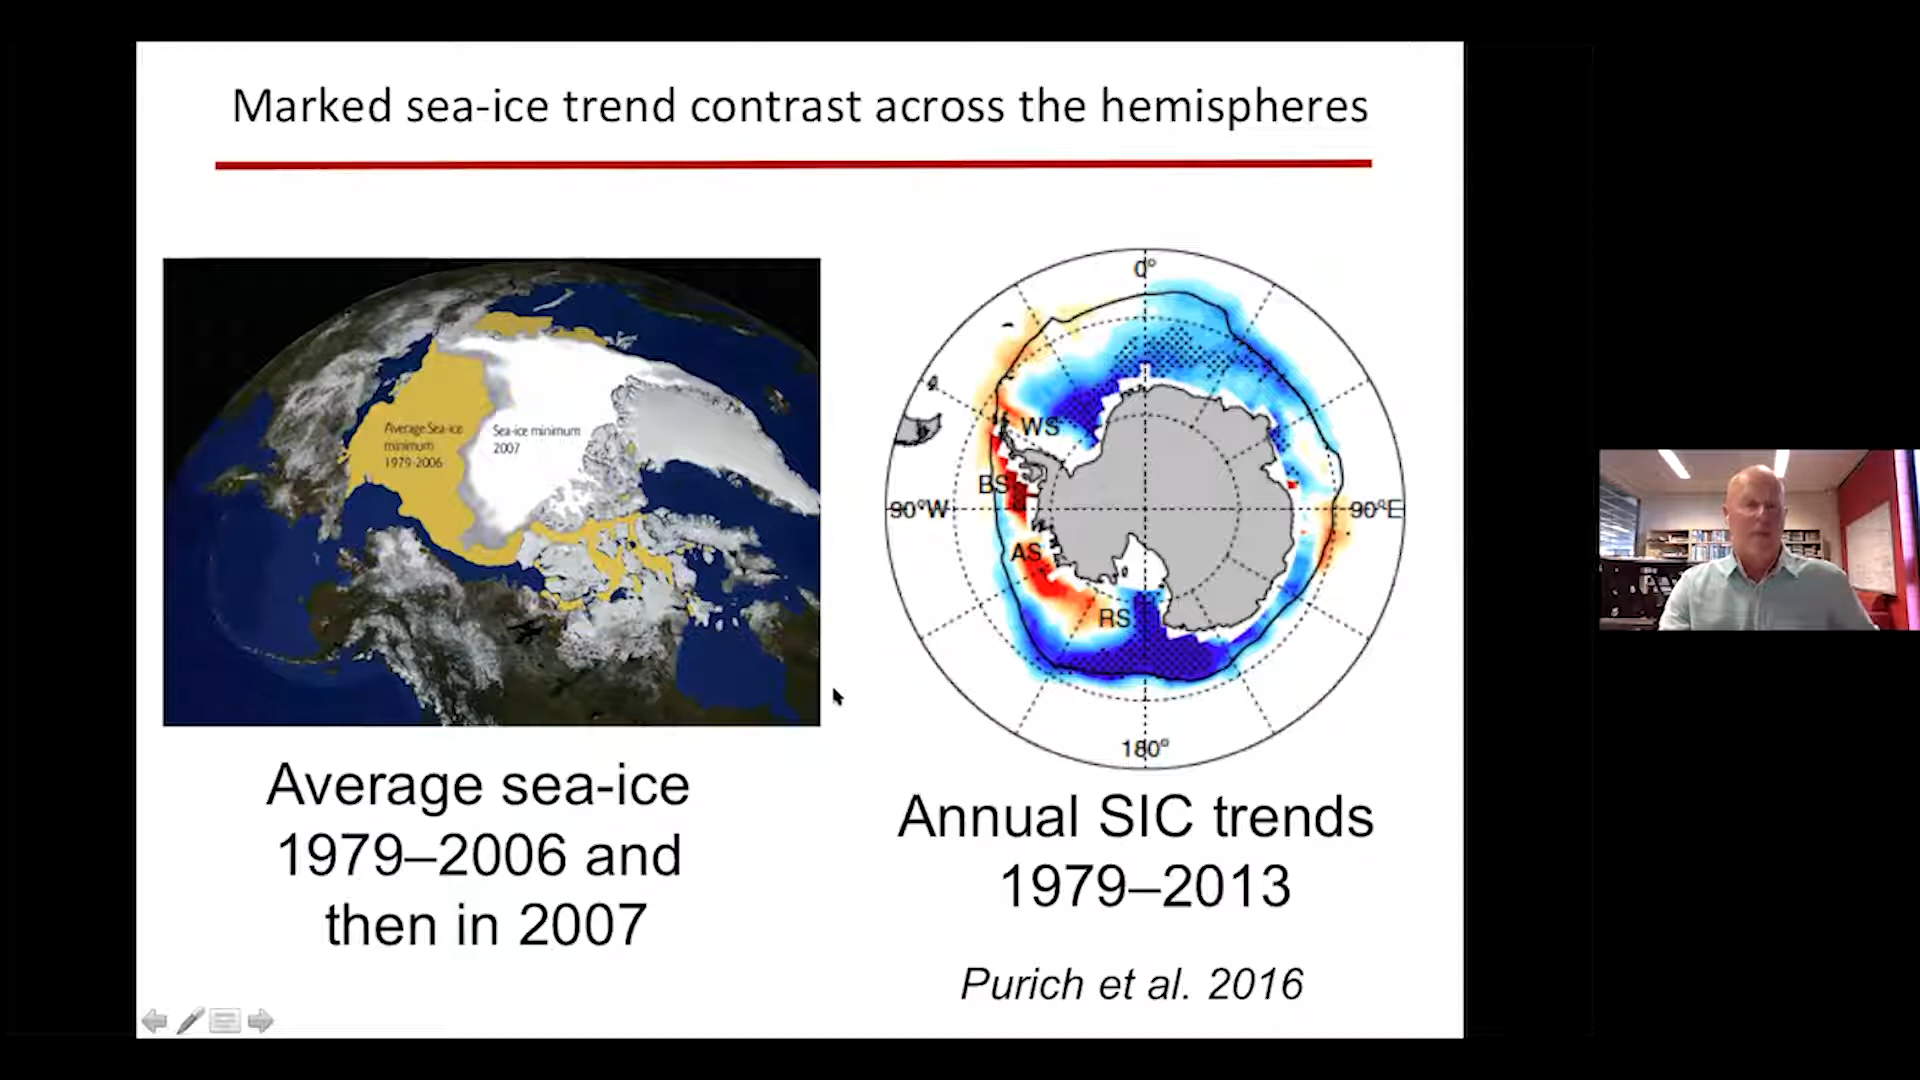 Marked sea-ice trend contrast across the hemispheres
Average Sea-ice
minimum
1979-2006
Sea-ice minimum
2007
0°
WS
BS
90°W
90°E
AS
RS
180°
Average sea-ice
1979–2006 and
then in 2007
Annual SIC trends
1979–2013
Purich et al. 2016